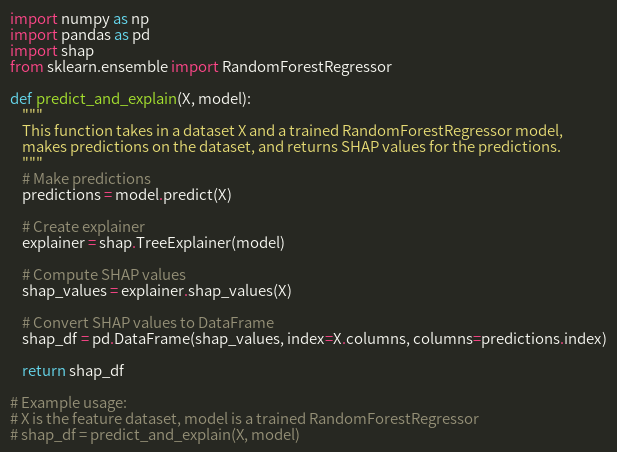 import numpy as np
import pandas as pd
import shap
from sklearn.ensemble import RandomForestRegressor

def predict_and_explain(X, model):
    """
    This function takes in a dataset X and a trained RandomForestRegressor model,
    makes predictions on the dataset, and returns SHAP values for the predictions.
    """
    # Make predictions
    predictions = model.predict(X)

    # Create explainer
    explainer = shap.TreeExplainer(model)

    # Compute SHAP values
    shap_values = explainer.shap_values(X)

    # Convert SHAP values to DataFrame
    shap_df = pd.DataFrame(shap_values, index=X.columns, columns=predictions.index)

    return shap_df

# Example usage:
# X is the feature dataset, model is a trained RandomForestRegressor
# shap_df = predict_and_explain(X, model)